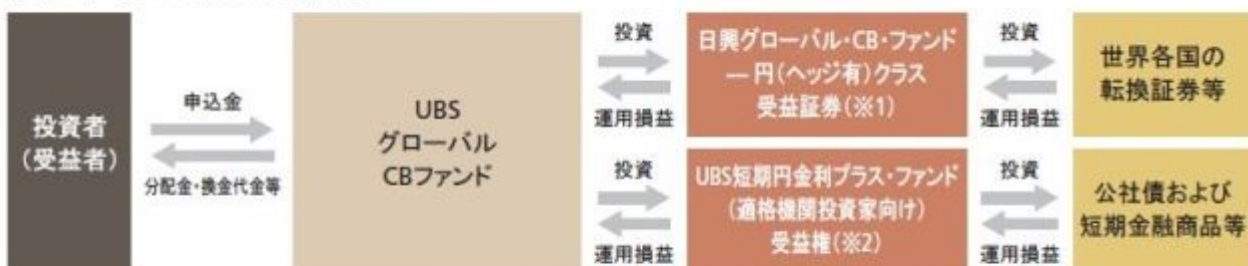 投資者
(受益者)
申込金
分配金・換金代金等
UBS
グローバル
CBファンド
投資
運用損益
日興グローバル・CB・ファンド
―円(ヘッジ有)クラス
受益証券(※1)
投資
運用損益
世界各国の
転換証券等
投資
運用損益
UBS短期円金利プラス・ファンド
(適格機関投資家向け)
受益権(※2)
投資
運用損益
公社債および
短期金融商品等